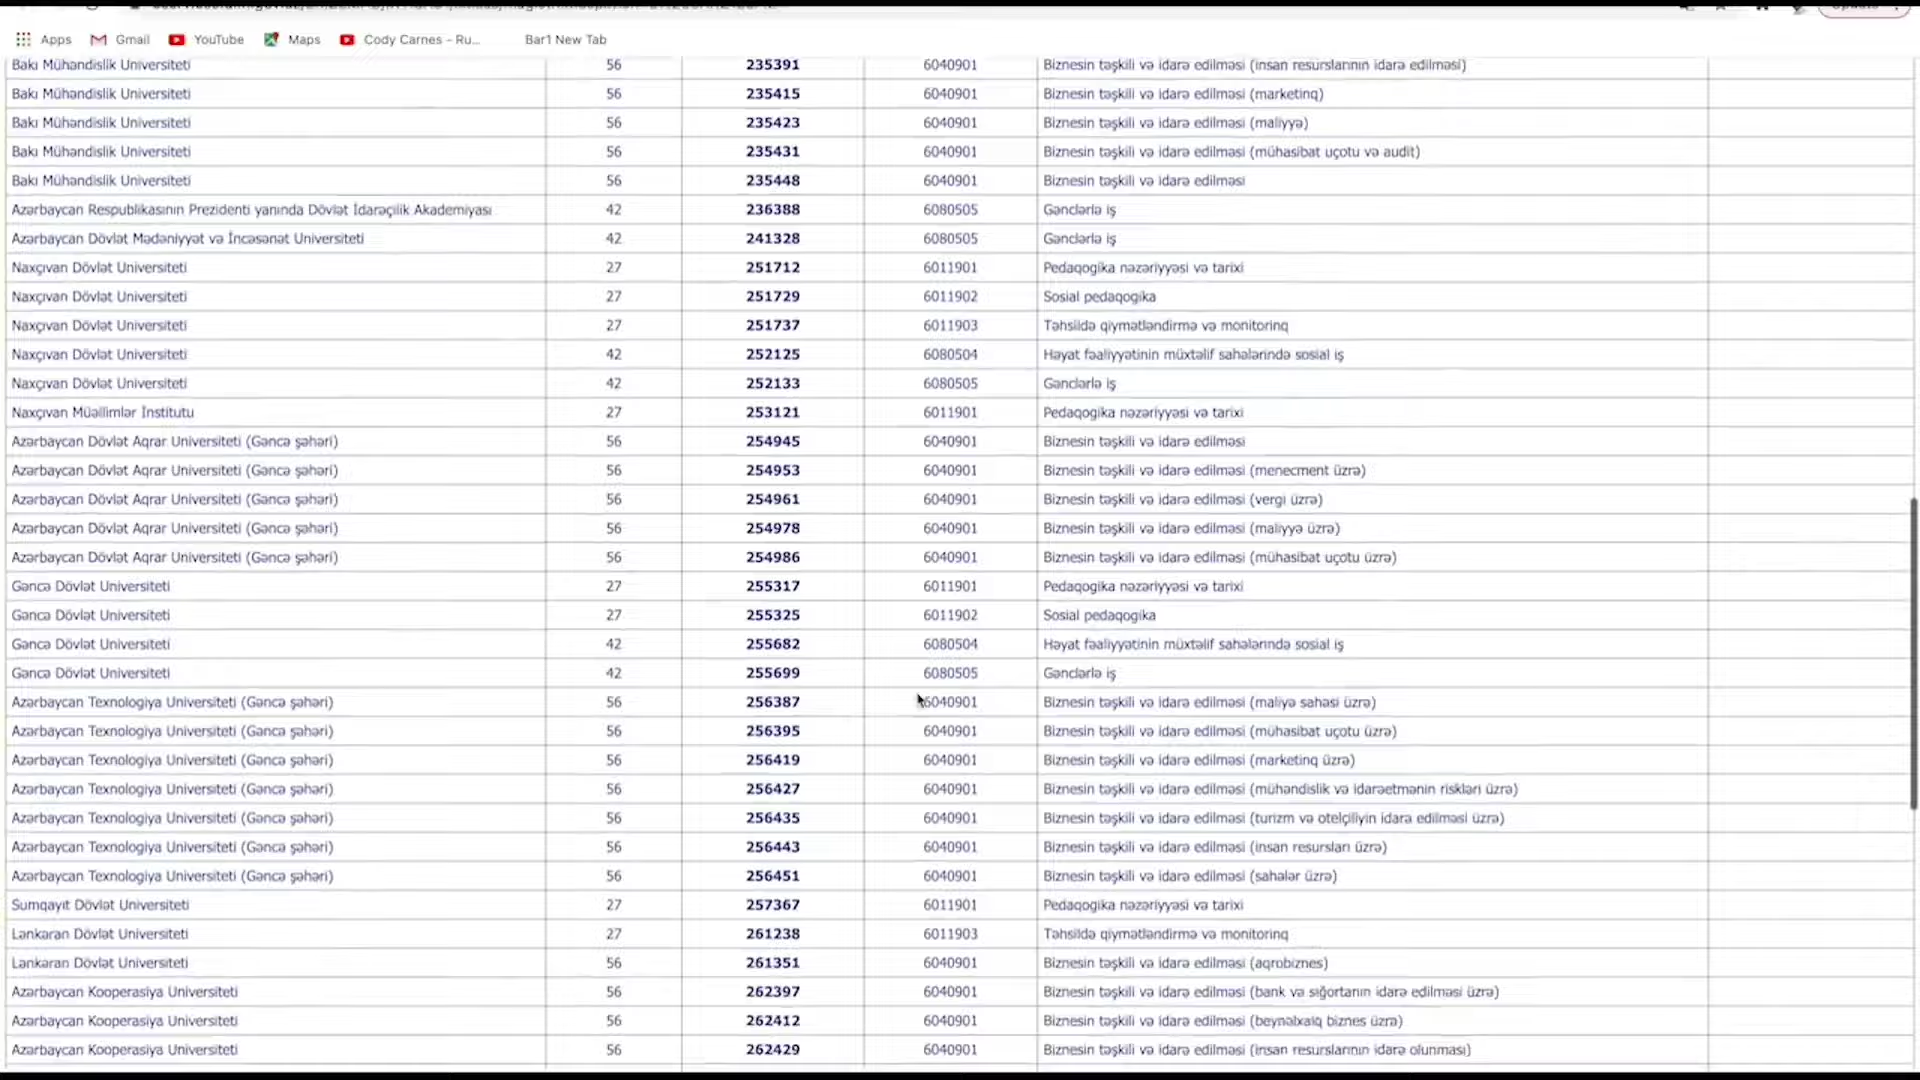 Apps Gmail YouTube Maps Cody Carnes – Ru... Bar1 New Tab
Bakı Mühəndislik Universiteti 56 235391 6040901 Biznesin təşkili və idarə edilməsi (insan resurslarının idarə edilməsi)
Bakı Mühəndislik Universiteti 56 235415 6040901 Biznesin təşkili və idarə edilməsi (marketinq)
Bakı Mühəndislik Universiteti 56 235423 6040901 Biznesin təşkili və idarə edilməsi (maliyyə)
Bakı Mühəndislik Universiteti 56 235431 6040901 Biznesin təşkili və idarə edilməsi (mühasibat uçotu və audit)
Bakı Mühəndislik Universiteti 56 235448 6040901 Biznesin təşkili və idarə edilməsi
Azərbaycan Respublikasının Prezidenti yanında Dövlət İdarəçilik Akademiyası 42 236388 6080505 Gənclərlə iş
Azərbaycan Dövlət Mədəniyyət və İncəsənət Universiteti 42 241328 6080505 Gənclərlə iş
Naxçıvan Dövlət Universiteti 27 251712 6011901 Pedaqogika nəzəriyyəsi və tarixi
Naxçıvan Dövlət Universiteti 27 251729 6011902 Sosial pedaqogika
Naxçıvan Dövlət Universiteti 27 251737 6011903 Təhsildə qiymətləndirmə və monitorinq
Naxçıvan Dövlət Universiteti 42 252125 6080504 Həyat fəaliyyətinin müxtəlif sahələrində sosial iş
Naxçıvan Dövlət Universiteti 42 252133 6080505 Gənclərlə iş
Naxçıvan Müəllimlər İnstitutu 27 253121 6011901 Pedaqogika nəzəriyyəsi və tarixi
Azərbaycan Dövlət Aqrar Universiteti (Gəncə şəhəri) 56 254945 6040901 Biznesin təşkili və idarə edilməsi
Azərbaycan Dövlət Aqrar Universiteti (Gəncə şəhəri) 56 254953 6040901 Biznesin təşkili və idarə edilməsi (menecment üzrə)
Azərbaycan Dövlət Aqrar Universiteti (Gəncə şəhəri) 56 254961 6040901 Biznesin təşkili və idarə edilməsi (vergi üzrə)
Azərbaycan Dövlət Aqrar Universiteti (Gəncə şəhəri) 56 254978 6040901 Biznesin təşkili və idarə edilməsi (maliyyə üzrə)
Azərbaycan Dövlət Aqrar Universiteti (Gəncə şəhəri) 56 254986 6040901 Biznesin təşkili və idarə edilməsi (mühasibat uçotu üzrə)
Gəncə Dövlət Universiteti 27 255317 6011901 Pedaqogika nəzəriyyəsi və tarixi
Gəncə Dövlət Universiteti 27 255325 6011902 Sosial pedaqogika
Gəncə Dövlət Universiteti 42 255682 6080504 Həyat fəaliyyətinin müxtəlif sahələrində sosial iş
Gəncə Dövlət Universiteti 42 255699 6080505 Gənclərlə iş
Azərbaycan Texnologiya Universiteti (Gəncə şəhəri) 56 256387 6040901 Biznesin təşkili və idarə edilməsi (maliyə sahəsi üzrə)
Azərbaycan Texnologiya Universiteti (Gəncə şəhəri) 56 256395 6040901 Biznesin təşkili və idarə edilməsi (mühasibat uçotu üzrə)
Azərbaycan Texnologiya Universiteti (Gəncə şəhəri) 56 256419 6040901 Biznesin təşkili və idarə edilməsi (marketinq üzrə)
Azərbaycan Texnologiya Universiteti (Gəncə şəhəri) 56 256427 6040901 Biznesin təşkili və idarə edilməsi (mühəndislik və idarəetmənin riskləri üzrə)
Azərbaycan Texnologiya Universiteti (Gəncə şəhəri) 56 256435 6040901 Biznesin təşkili və idarə edilməsi (turizm və otelçiliyin idarə edilməsi üzrə)
Azərbaycan Texnologiya Universiteti (Gəncə şəhəri) 56 256443 6040901 Biznesin təşkili və idarə edilməsi (insan resursları üzrə)
Azərbaycan Texnologiya Universiteti (Gəncə şəhəri) 56 256451 6040901 Biznesin təşkili və idarə edilməsi (sahələr üzrə)
Sumqayıt Dövlət Universiteti 27 257367 6011901 Pedaqogika nəzəriyyəsi və tarixi
Lənkəran Dövlət Universiteti 27 261238 6011903 Təhsildə qiymətləndirmə və monitorinq
Lənkəran Dövlət Universiteti 56 261351 6040901 Biznesin təşkili və idarə edilməsi (aqrobiznes)
Azərbaycan Kooperasiya Universiteti 56 262397 6040901 Biznesin təşkili və idarə edilməsi (bank və sığortanın idarə edilməsi üzrə)
Azərbaycan Kooperasiya Universiteti 56 262412 6040901 Biznesin təşkili və idarə edilməsi (beynəlxalq biznes üzrə)
Azərbaycan Kooperasiya Universiteti 56 262429 6040901 Biznesin təşkili və idarə edilməsi (insan resurslarının idarə olunması)